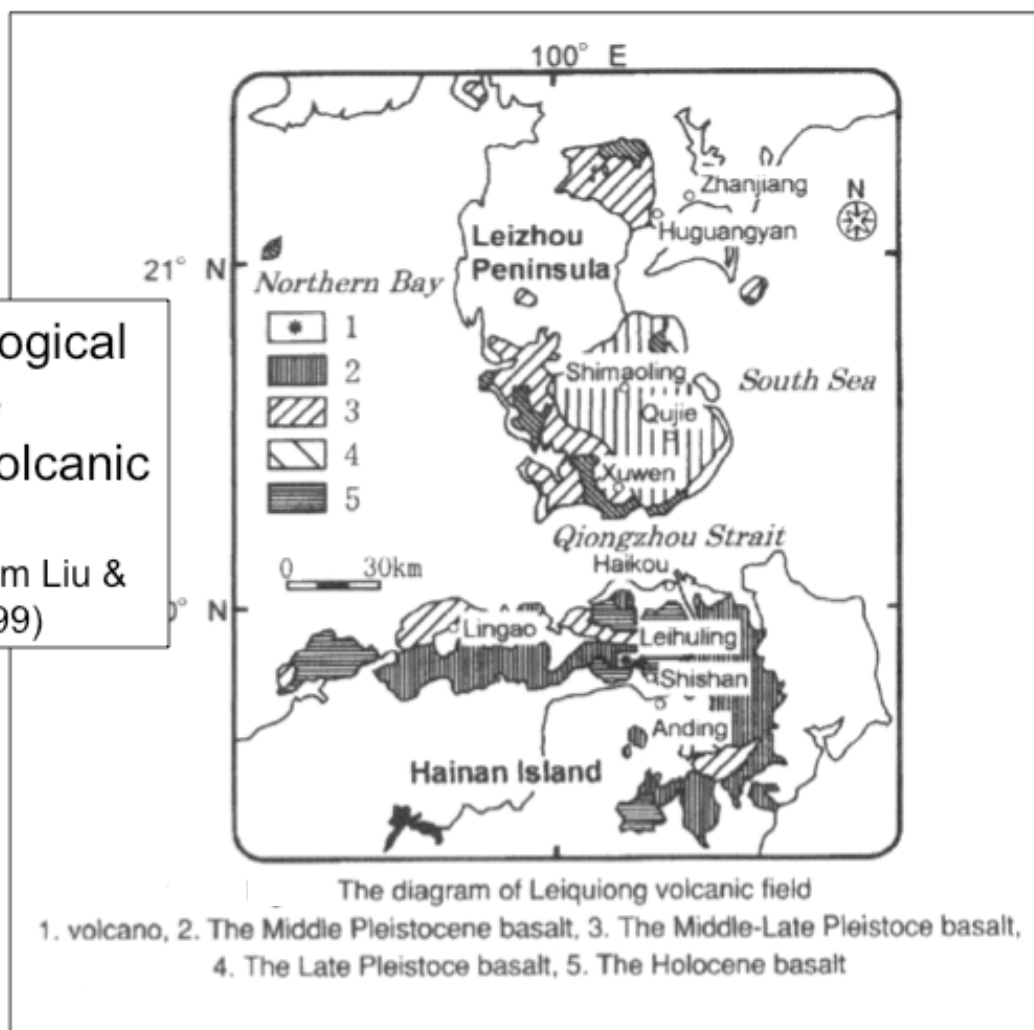 100° E
Zhanjiang
N
Huguangyan
Leizhou
Peninsula
21° N
Northern Bay
1
2
3
4
5
Shimaoling
South Sea
Qujie
Xuwen
Qiongzhou Strait
Haikou
0 30km
ogical
olcanic
m Liu &
99)
0° N
Lingao
Leihuling
Shishan
Anding
Hainan Island
The diagram of Leiquiong volcanic field
1. volcano, 2. The Middle Pleistocene basalt, 3. The Middle-Late Pleistoce basalt,
4. The Late Pleistoce basalt, 5. The Holocene basalt